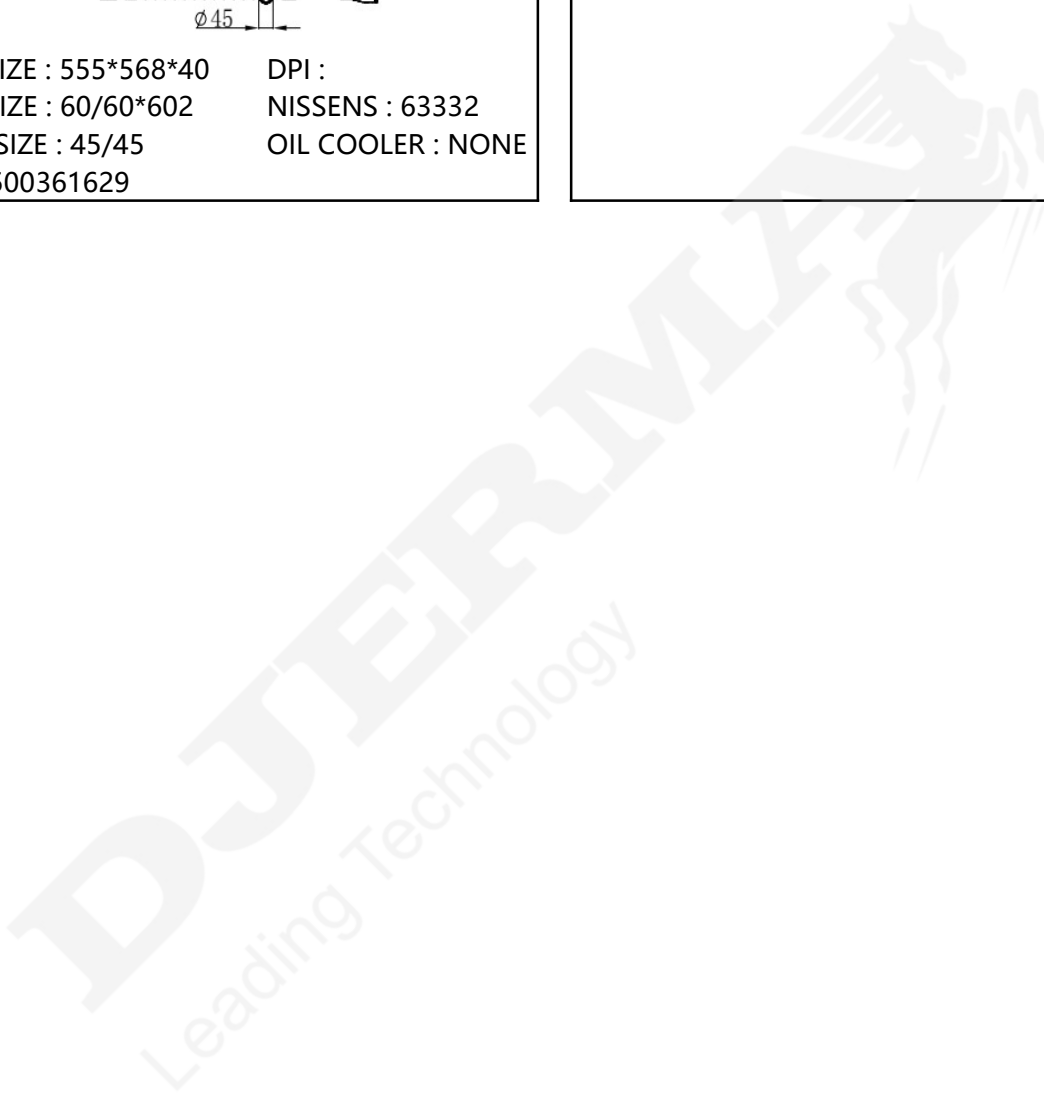 Ø45
IZE : 555*568*40 DPI :
IZE : 60/60*602 NISSENS : 63332
SIZE : 45/45 OIL COOLER : NONE
500361629
DJERMA
Leading Technology